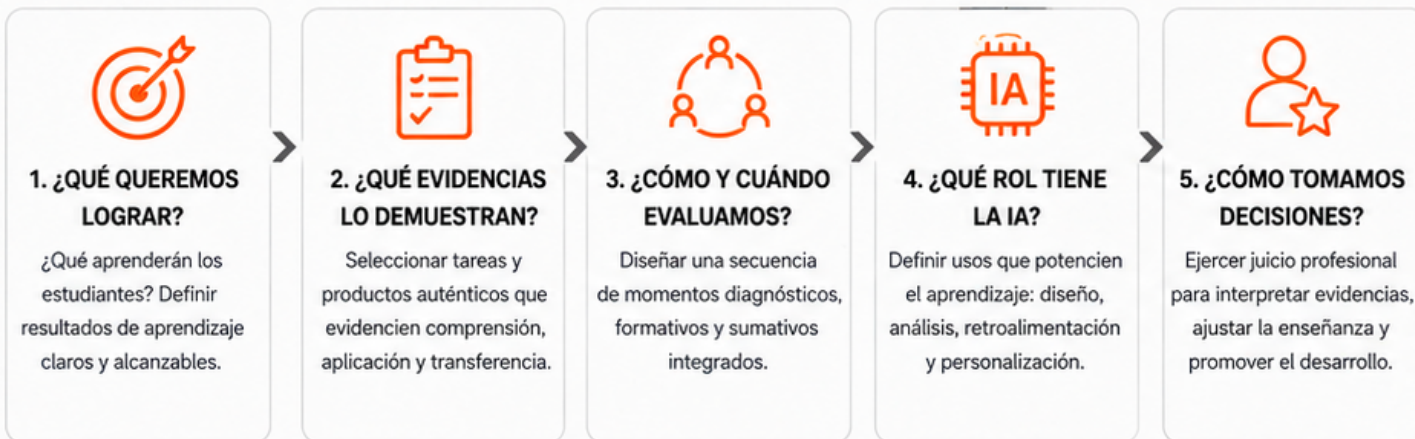 1. ¿QUÉ QUEREMOS
LOGRAR?
¿Qué aprenderán los
estudiantes? Definir
resultados de aprendizaje
claros y alcanzables.
2. ¿QUÉ EVIDENCIAS
LO DEMUESTRAN?
Seleccionar tareas y
productos auténticos que
evidencien comprensión,
aplicación y transferencia.
3. ¿CÓMO Y CUÁNDO
EVALUAMOS?
Diseñar una secuencia
de momentos diagnósticos,
formativos y sumativos
integrados.
IA
4. ¿QUÉ ROL TIENE
LA IA?
Definir usos que potencien
el aprendizaje: diseño,
análisis, retroalimentación
y personalización.
5. ¿CÓMO TOMAMOS
DECISIONES?
Ejercer juicio profesional
para interpretar evidencias,
ajustar la enseñanza y
promover el desarrollo.